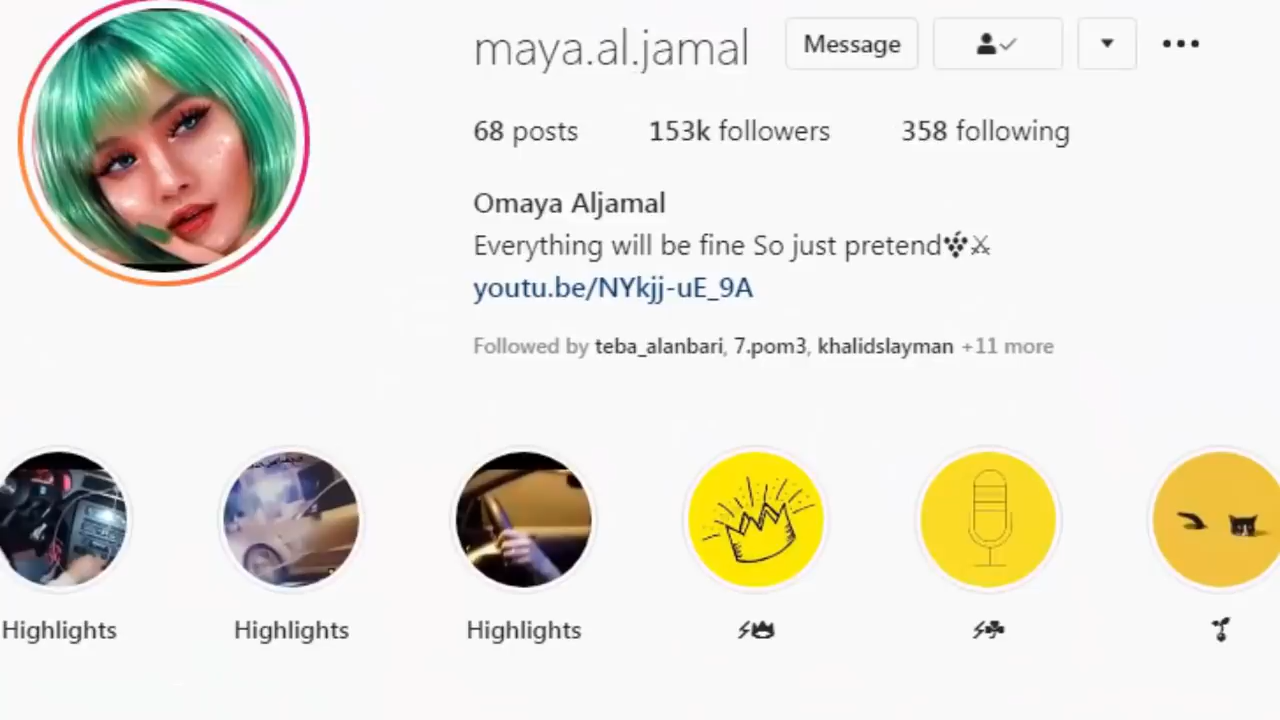 maya.al.jamal Message
68 posts 153k followers 358 following
Omaya Aljamal
Everything will be fine So just pretend🍇⚔
youtu.be/NYkjj-uE_9A
Followed by teba_alanbari, 7.pom3, khalidslayman +11 more
Highlights Highlights Highlights ⚡👑 ⚡☘ 🌱